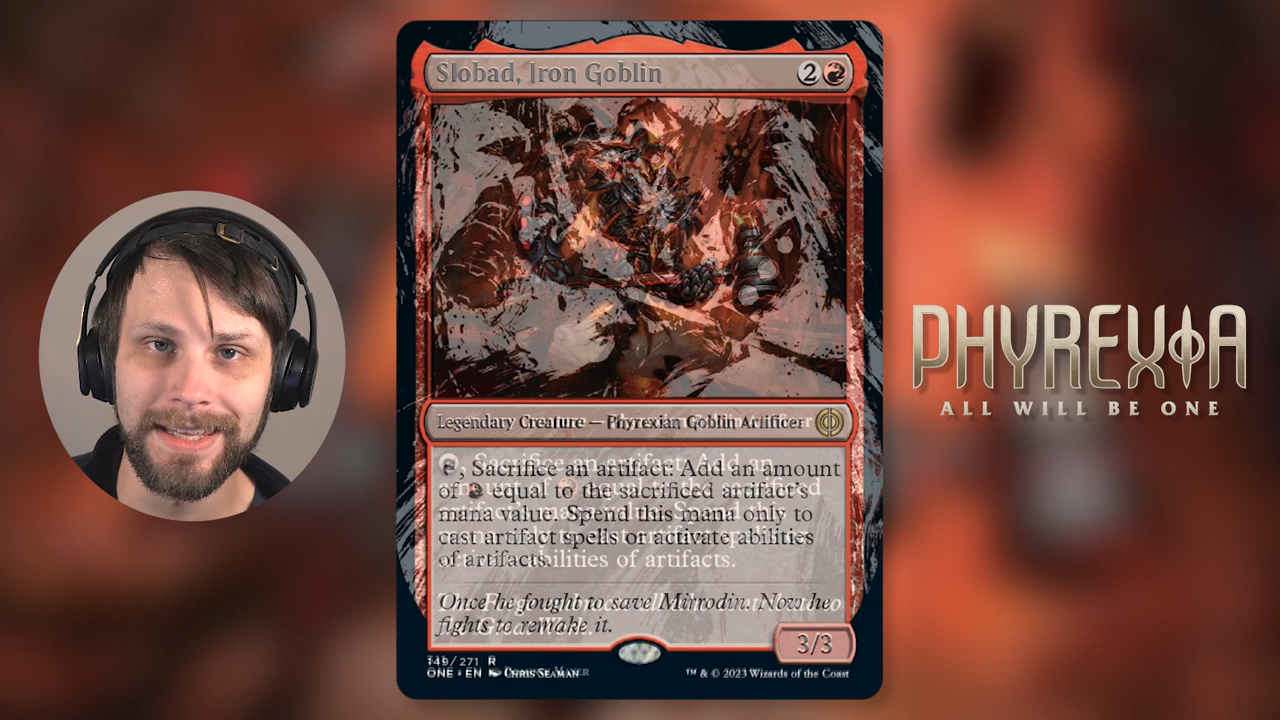 Slobad, Iron Goblin
2
Legendary Creature — Phyrexian Goblin Artificer
, Sacrifice an artifact: Add an amount
of equal to the sacrificed artifact's
mana value. Spend this mana only to
cast artifact spells or activate abilities
of artifacts.
Once he fought to save Mirrodin. Now he
fights to remake it.
3/3
149/271 R
ONE • EN CHRIS SEAMAN
™ & © 2023 Wizards of the Coast
PHYREXIA
ALL WILL BE ONE